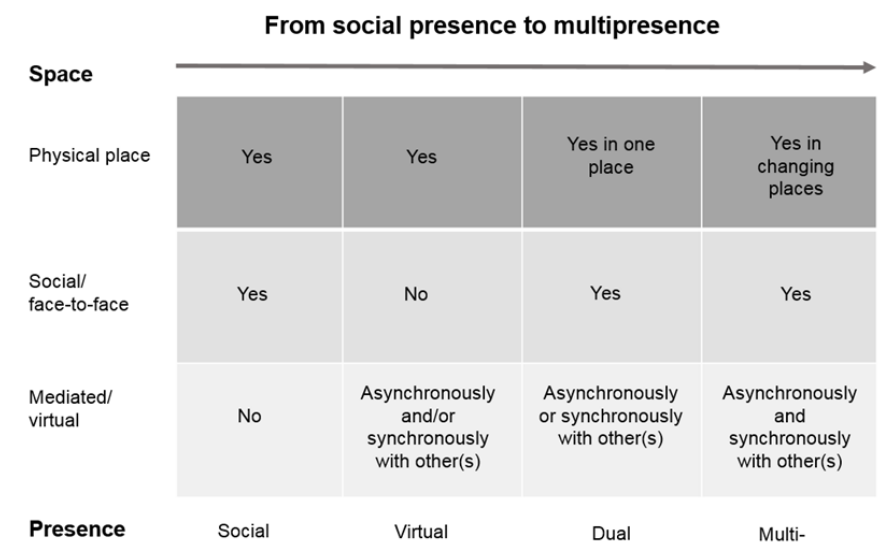 From social presence to multipresence
Space
Physical place
Yes
Yes
Yes in one
place
Yes in
changing
places
Social/
face-to-face
Yes
No
Yes
Yes
Mediated/
virtual
No
Asynchronously
and/or
synchronously
with other(s)
Asynchronously
or synchronously
with other(s)
Asynchronously
and
synchronously
with other(s)
Presence
Social
Virtual
Dual
Multi-